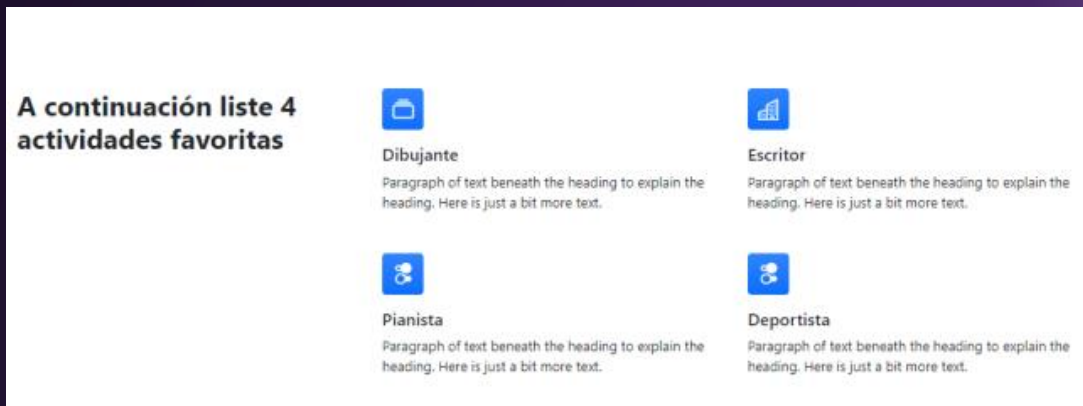 A continuación liste 4
actividades favoritas
Dibujante
Paragraph of text beneath the heading to explain the
heading. Here is just a bit more text.
Escritor
Paragraph of text beneath the heading to explain the
heading. Here is just a bit more text.
Pianista
Paragraph of text beneath the heading to explain the
heading. Here is just a bit more text.
Deportista
Paragraph of text beneath the heading to explain the
heading. Here is just a bit more text.